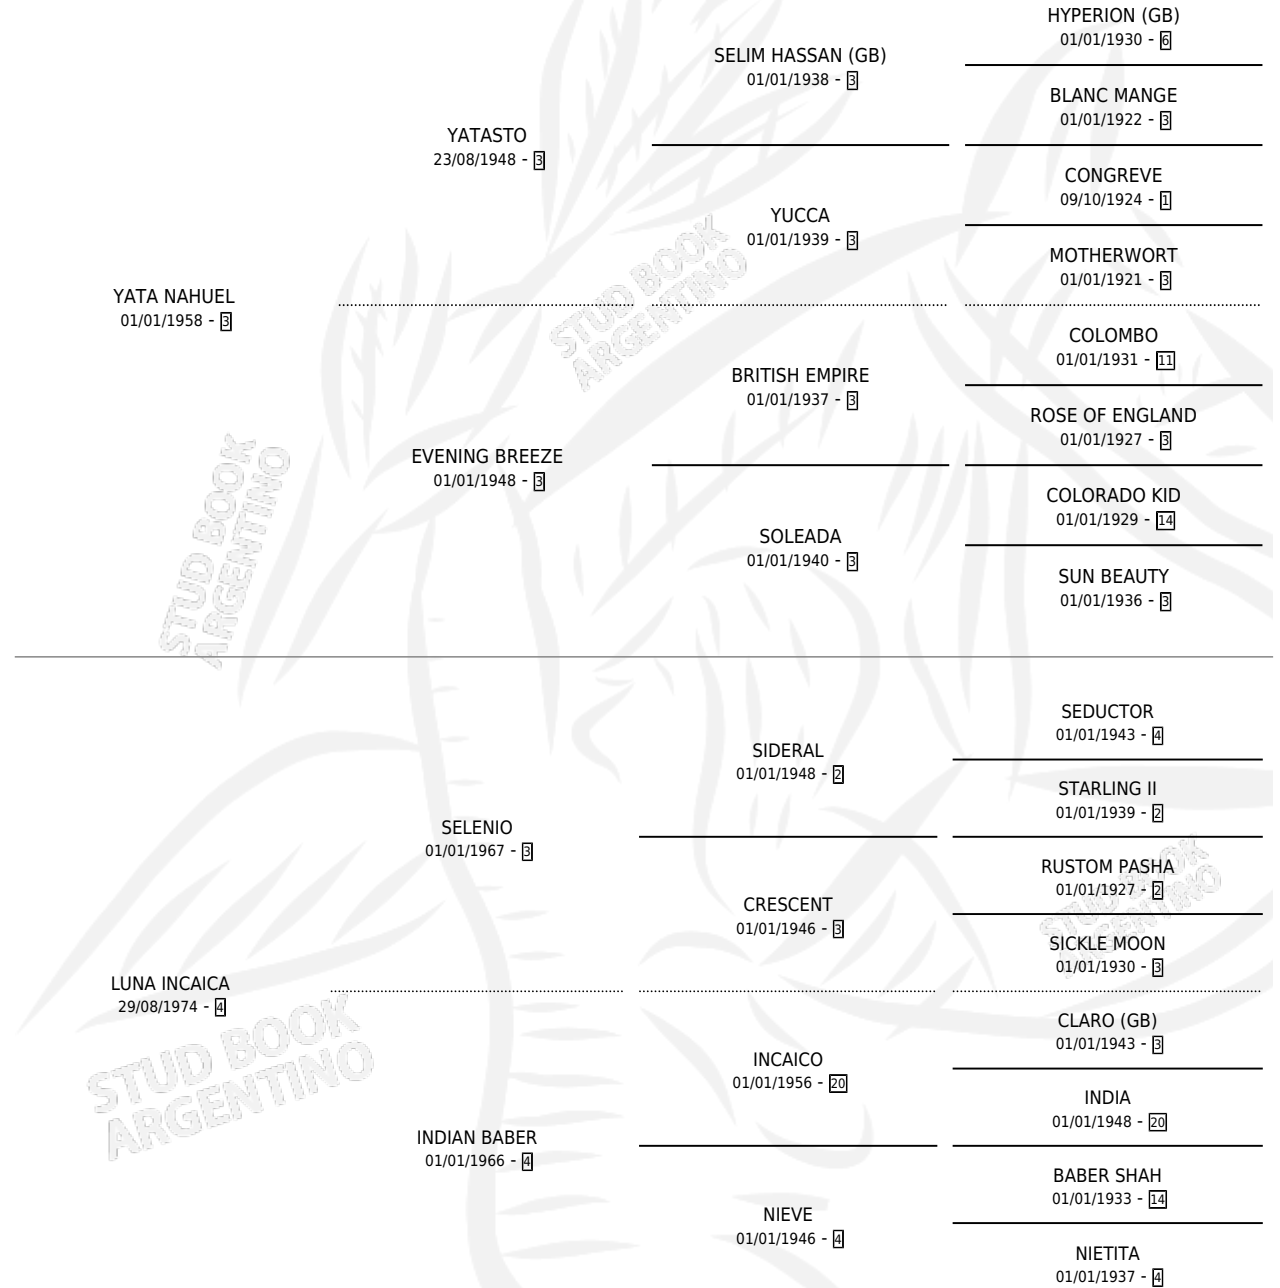 HYPERION (GB)
01/01/1930 - 6
SELIM HASSAN (GB)
01/01/1938 - 3
BLANC MANGE
01/01/1922 - 3
YATASTO
23/08/1948 - 3
CONGREVE
09/10/1924 - 1
YUCCA
01/01/1939 - 3
MOTHERWORT
01/01/1921 - 3
YATA NAHUEL
01/01/1958 - 3
COLOMBO
01/01/1931 - 11
BRITISH EMPIRE
01/01/1937 - 3
ROSE OF ENGLAND
01/01/1927 - 3
EVENING BREEZE
01/01/1948 - 3
COLORADO KID
01/01/1929 - 14
SOLEADA
01/01/1940 - 3
SUN BEAUTY
01/01/1936 - 3
STUD BOOK
ARGENTINO
STUD BOOK
ARGENTINO
SEDUCTOR
01/01/1943 - 4
SIDERAL
01/01/1948 - 2
STARLING II
01/01/1939 - 2
SELENIO
01/01/1967 - 3
RUSTOM PASHA
01/01/1927 - 2
CRESCENT
01/01/1946 - 3
SICKLE MOON
01/01/1930 - 3
LUNA INCAICA
29/08/1974 - 4
CLARO (GB)
01/01/1943 - 3
INCAICO
01/01/1956 - 20
INDIA
01/01/1948 - 20
INDIAN BABER
01/01/1966 - 4
BABER SHAH
01/01/1933 - 14
NIEVE
01/01/1946 - 4
NIETITA
01/01/1937 - 4
STUD BOOK
ARGENTINO
STUD BOOK
ARGENTINO